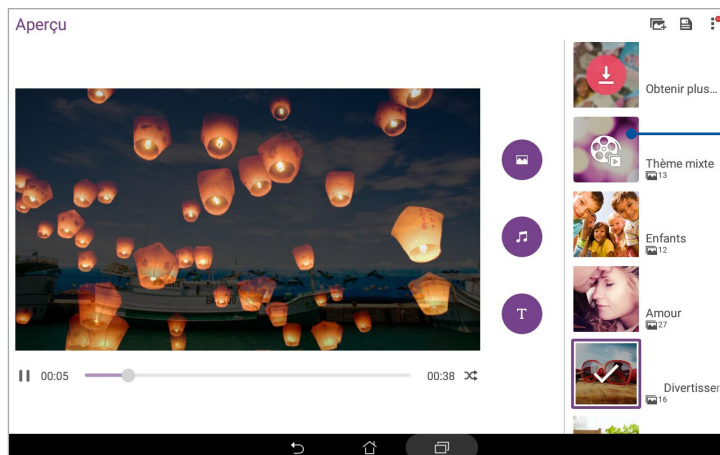 Aperçu
Obtenir plus...
Thème mixte
13
Enfants
12
Amour
27
Divertisser
16
00:05
00:38
T